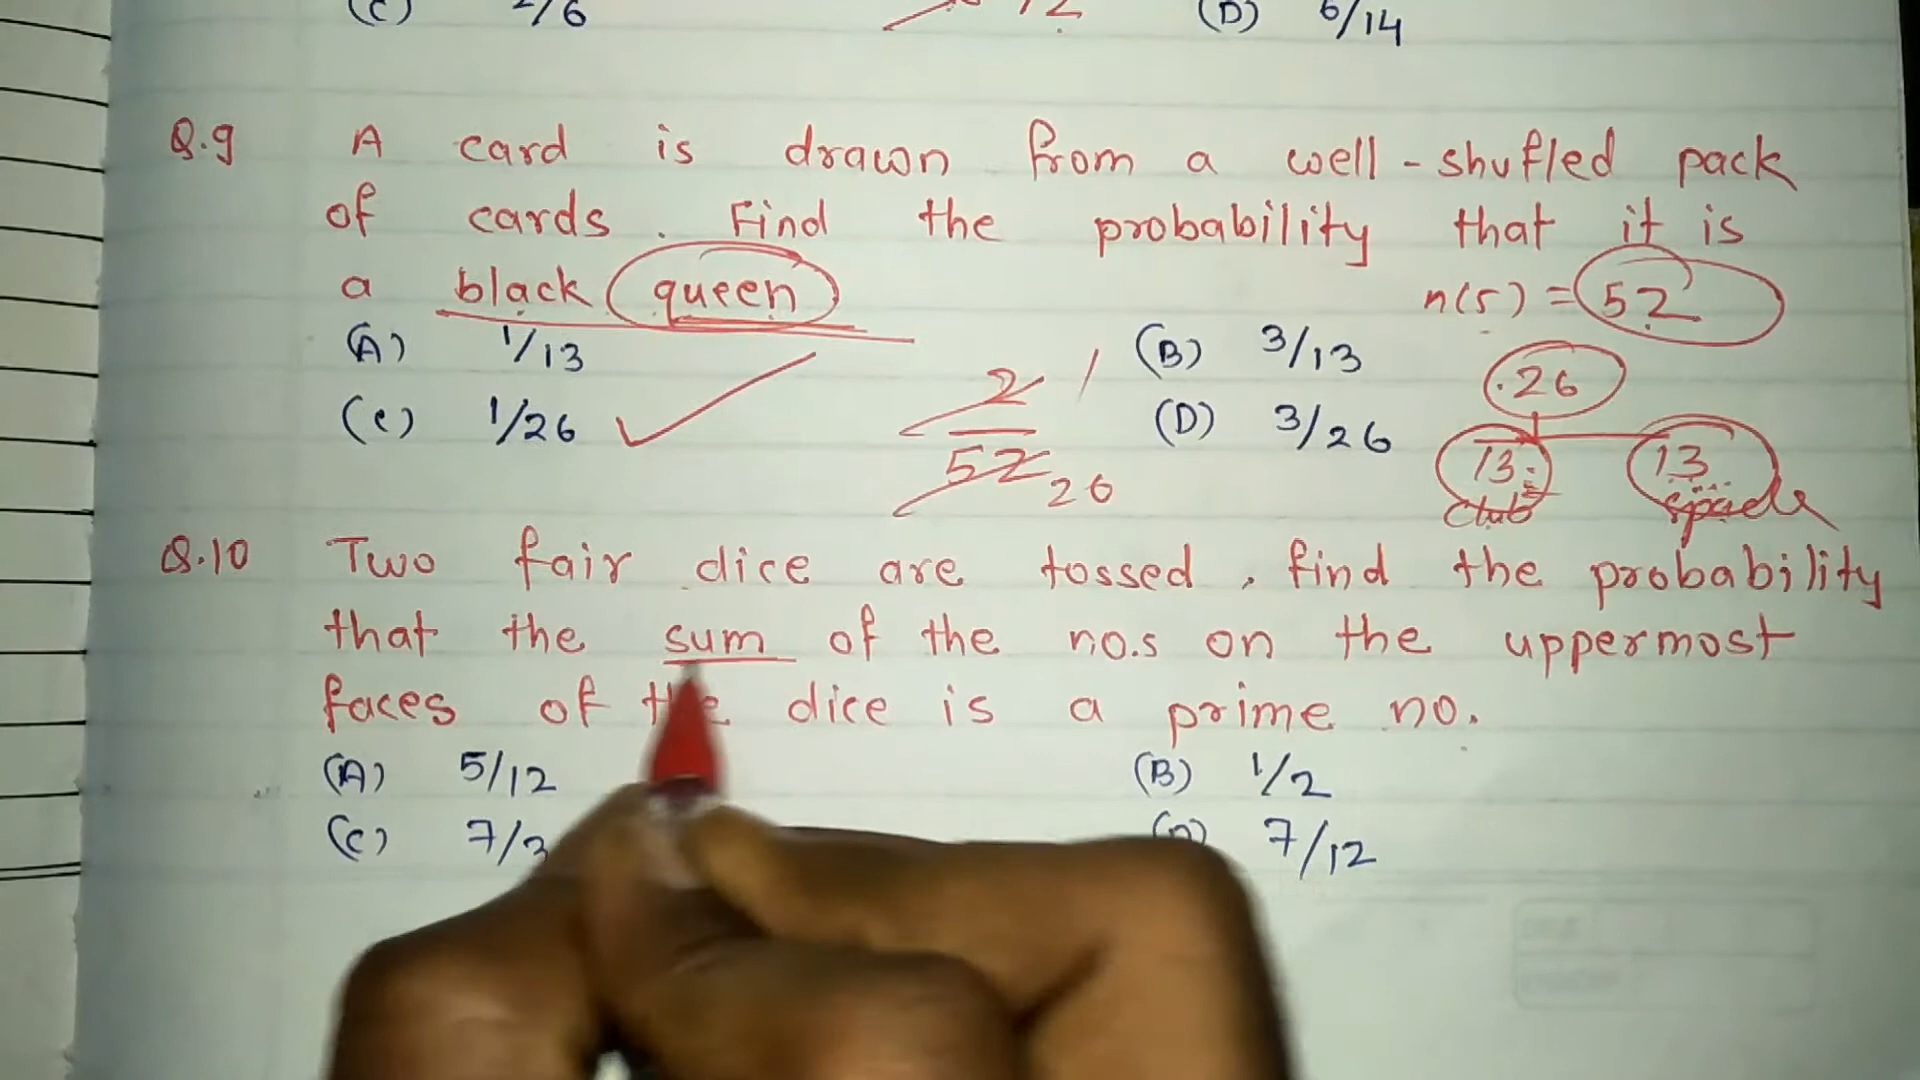 (C) 2/6 (D) 6/14
Q.9 A card is drawn from a well-shufled pack
of cards. Find the probability that it is
a black queen n(s) = 52
(A) 1/13 (B) 3/13
26
(C) 1/26 2/52 1 26 (D) 3/26
13 club 13 spade
Q.10 Two fair dice are tossed, find the probability
that the sum of the no.s on the uppermost
faces of the dice is a prime no.
(A) 5/12 (B) 1/2
(C) 7/3 (D) 7/12